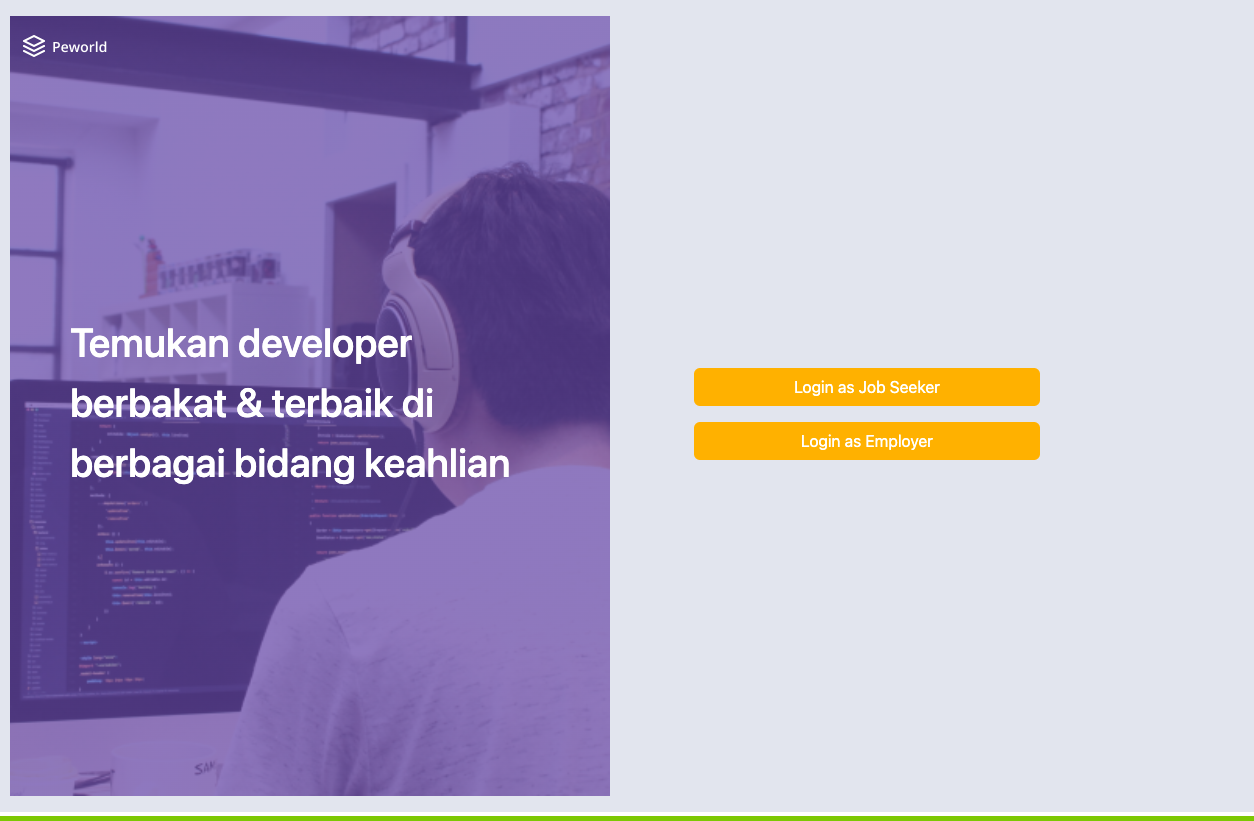 Peworld
Temukan developer
berbakat & terbaik di
berbagai bidang keahlian
Login as Job Seeker
Login as Employer